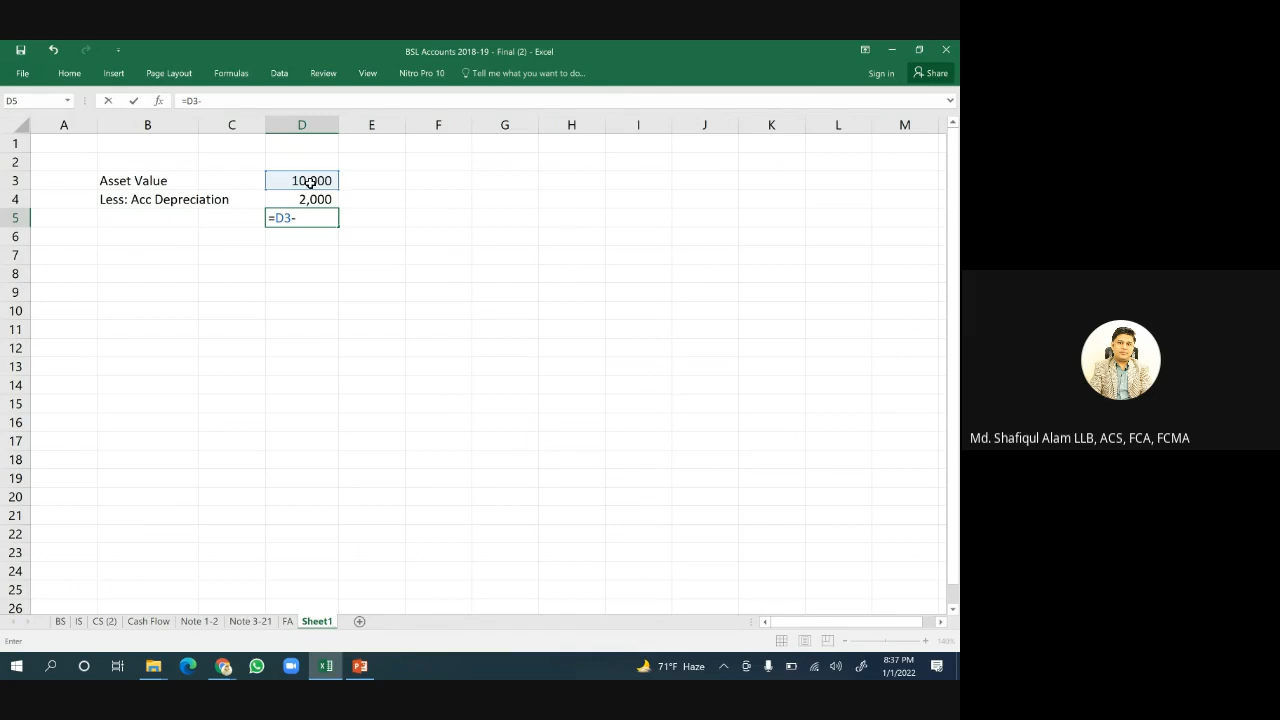 BSL Accounts 2018-19 - Final (2) - Excel
File Home Insert Page Layout Formulas Data Review View Nitro Pro 10 Tell me what you want to do... Sign in Share
D5 fx =D3-
A B C D E F G H I J K L M
1
2
3 Asset Value 10,000
4 Less: Acc Depreciation 2,000
5 =D3-
6
7
8
9
10
11
12
13
14
15
16
17
18
19
20
21
22
23
24
25
26
BS IS CS (2) Cash Flow Note 1-2 Note 3-21 FA Sheet1
Enter 140%
71°F Haze 8:37 PM
1/1/2022
Md. Shafiqul Alam LLB, ACS, FCA, FCMA